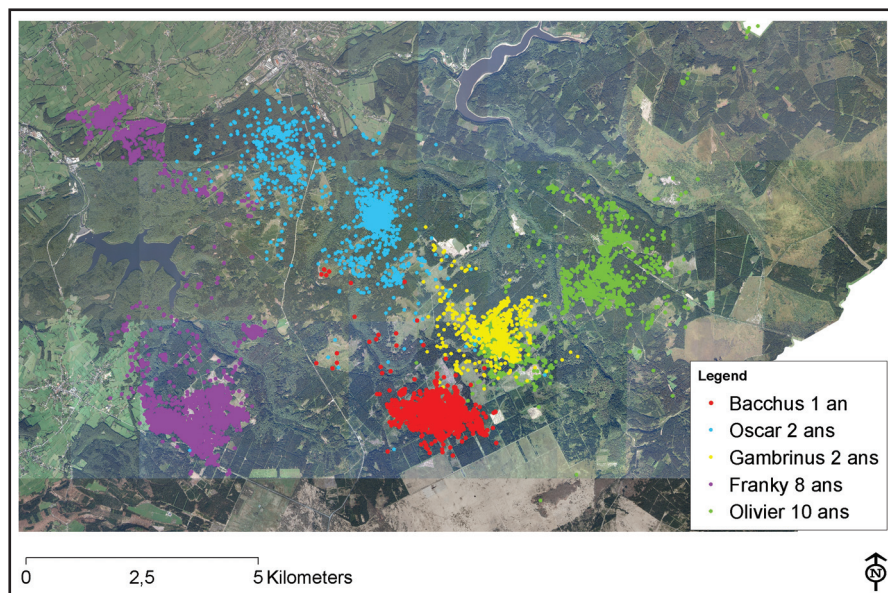 Legend
Bacchus 1 an
Oscar 2 ans
Gambrinus 2 ans
Franky 8 ans
Olivier 10 ans
0 2,5 5 Kilometers
N